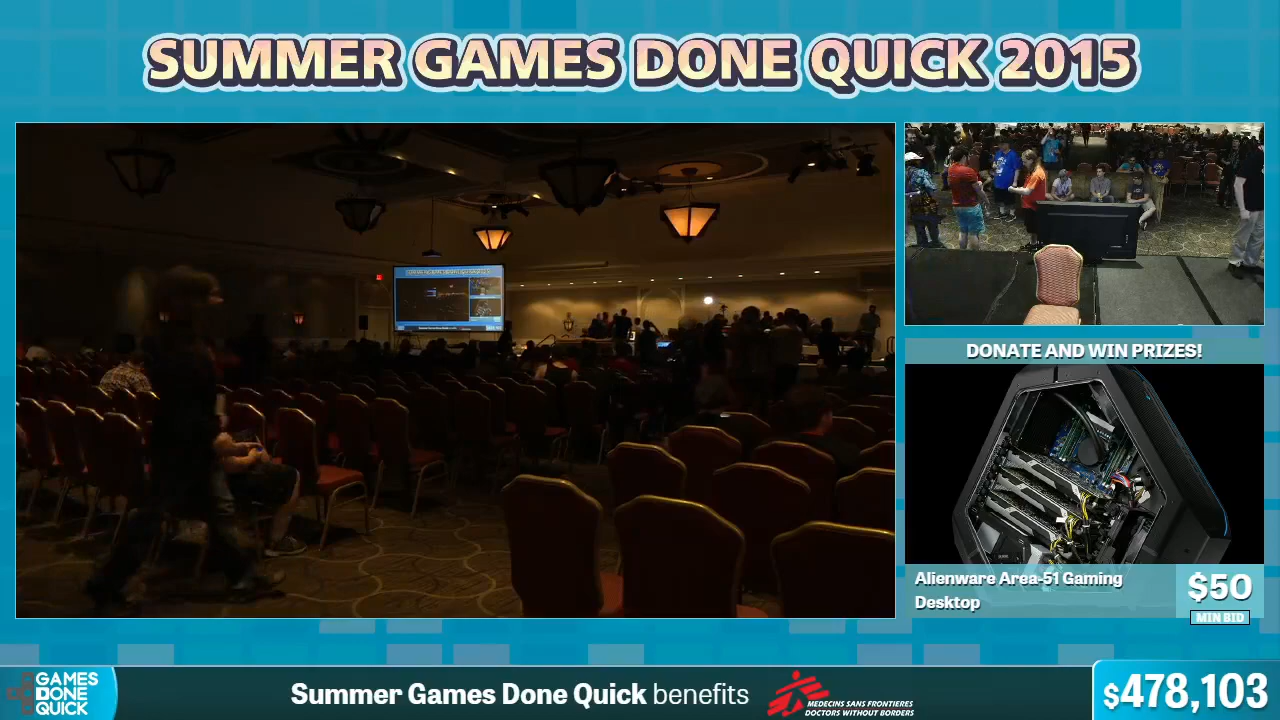 SUMMER GAMES DONE QUICK 2015
DONATE AND WIN PRIZES!
Alienware Area-51 Gaming
Desktop
$50
MIN BID
GAMES
DONE
QUICK
Summer Games Done Quick benefits
MEDECINS SANS FRONTIERES
DOCTORS WITHOUT BORDERS
$478,103